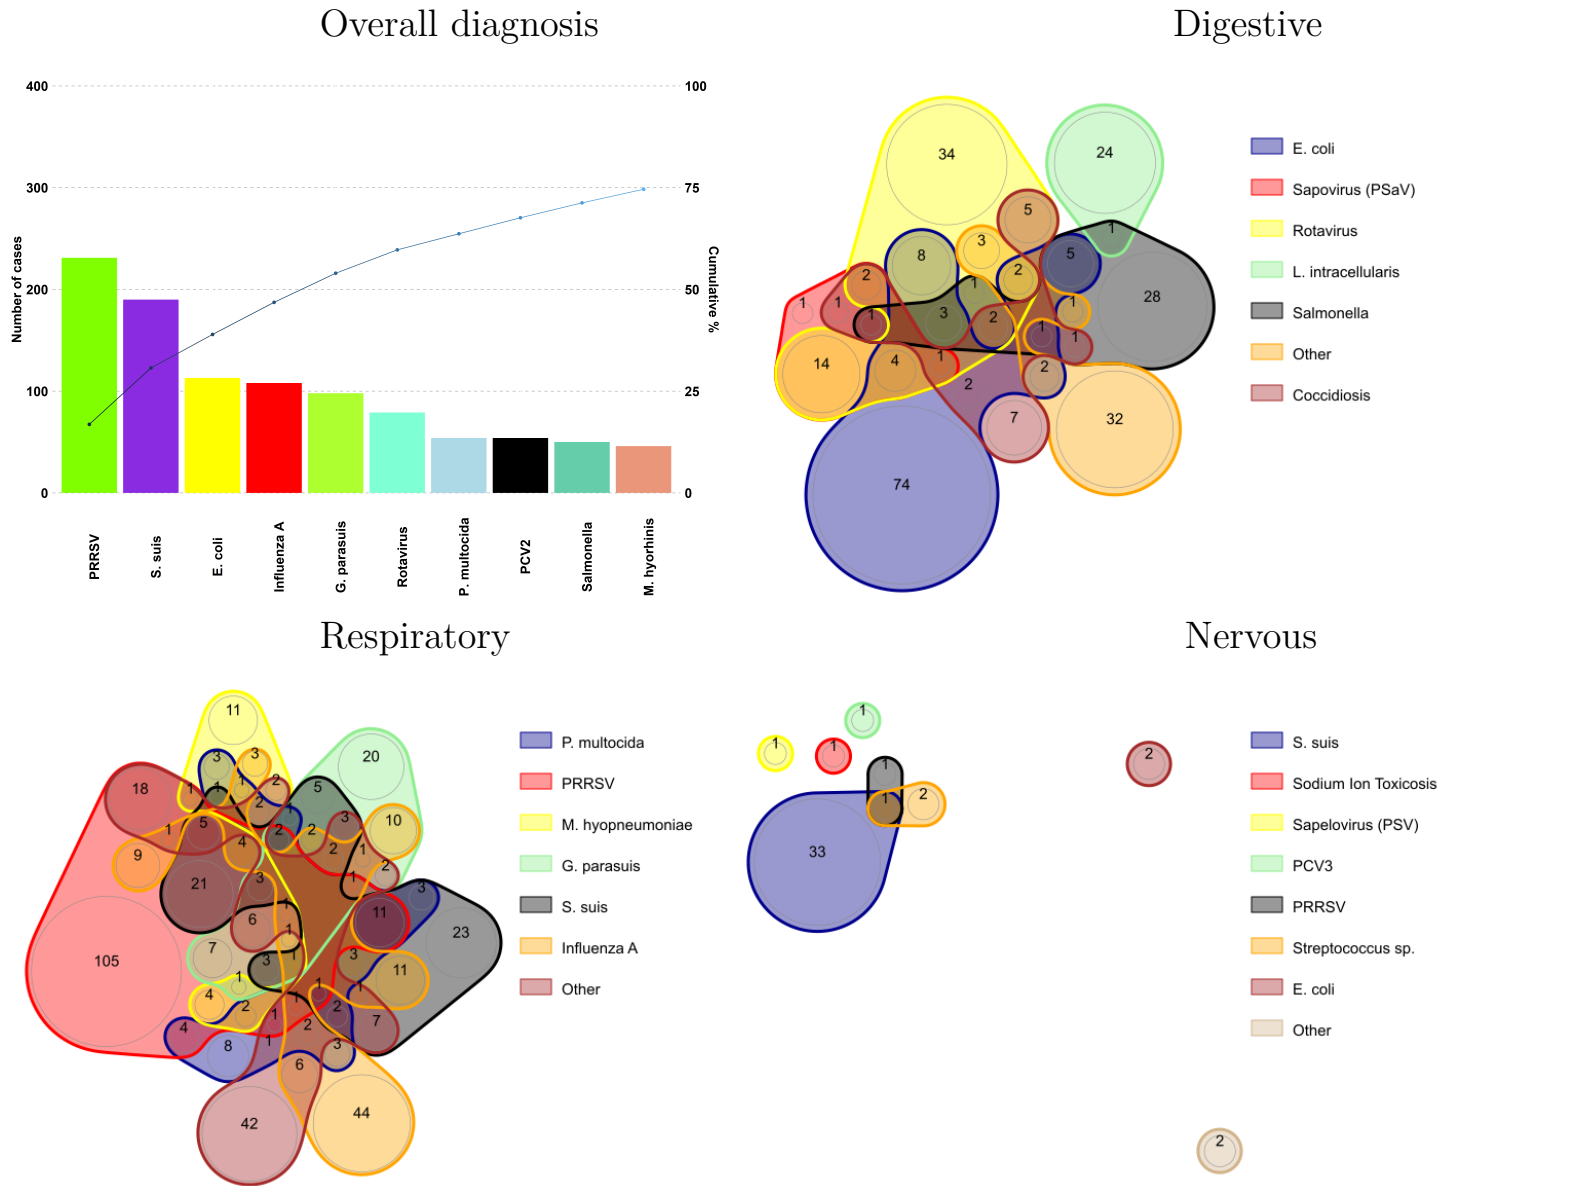 Overall diagnosis
Digestive
400
300
200
100
0
Number of cases
100
75
50
25
0
Cumulative %
PRRSV
S. suis
E. coli
Influenza A
G. parasuis
Rotavirus
P. multocida
PCV2
Salmonella
M. hyorhinis
34
24
5
1
3
8
5
2
2
28
1
1
1
1
1
3
2
1
1
14
4
1
2
2
7
32
74
E. coli
Sapovirus (PSaV)
Rotavirus
L. intracellularis
Salmonella
Other
Coccidiosis
Respiratory
Nervous
11
3
3
20
18
1
1
1
2
5
2
1
1
5
4
2
2
3
10
9
2
1
2
21
3
1
3
6
1
11
23
1
7
3
1
3
11
1
4
2
1
1
1
1
2
4
1
2
7
8
1
3
6
42
44
105
P. multocida
PRRSV
M. hyopneumoniae
G. parasuis
S. suis
Influenza A
Other
1
1
1
1
2
1
33
2
2
S. suis
Sodium Ion Toxicosis
Sapelovirus (PSV)
PCV3
PRRSV
Streptococcus sp.
E. coli
Other